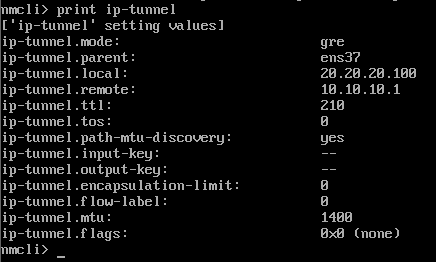 nmcli> print ip-tunnel
['ip-tunnel' setting values]
ip-tunnel.mode: gre
ip-tunnel.parent: ens37
ip-tunnel.local: 20.20.20.100
ip-tunnel.remote: 10.10.10.1
ip-tunnel.ttl: 210
ip-tunnel.tos: 0
ip-tunnel.path-mtu-discovery: yes
ip-tunnel.input-key: --
ip-tunnel.output-key: --
ip-tunnel.encapsulation-limit: 0
ip-tunnel.flow-label: 0
ip-tunnel.mtu: 1400
ip-tunnel.flags: 0x0 (none)
nmcli> _